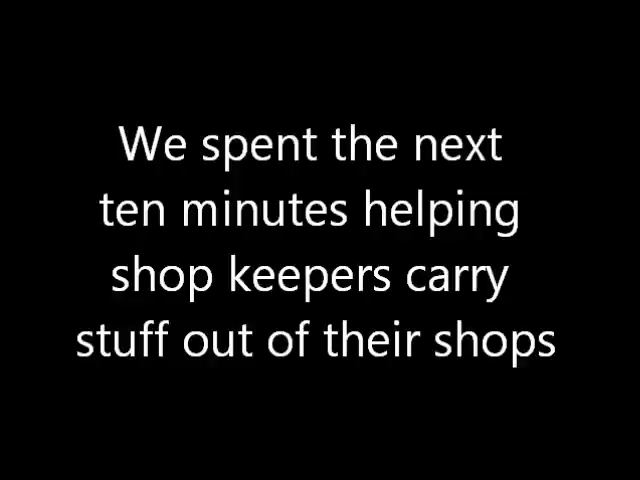 We spent the next
ten minutes helping
shop keepers carry
stuff out of their shops